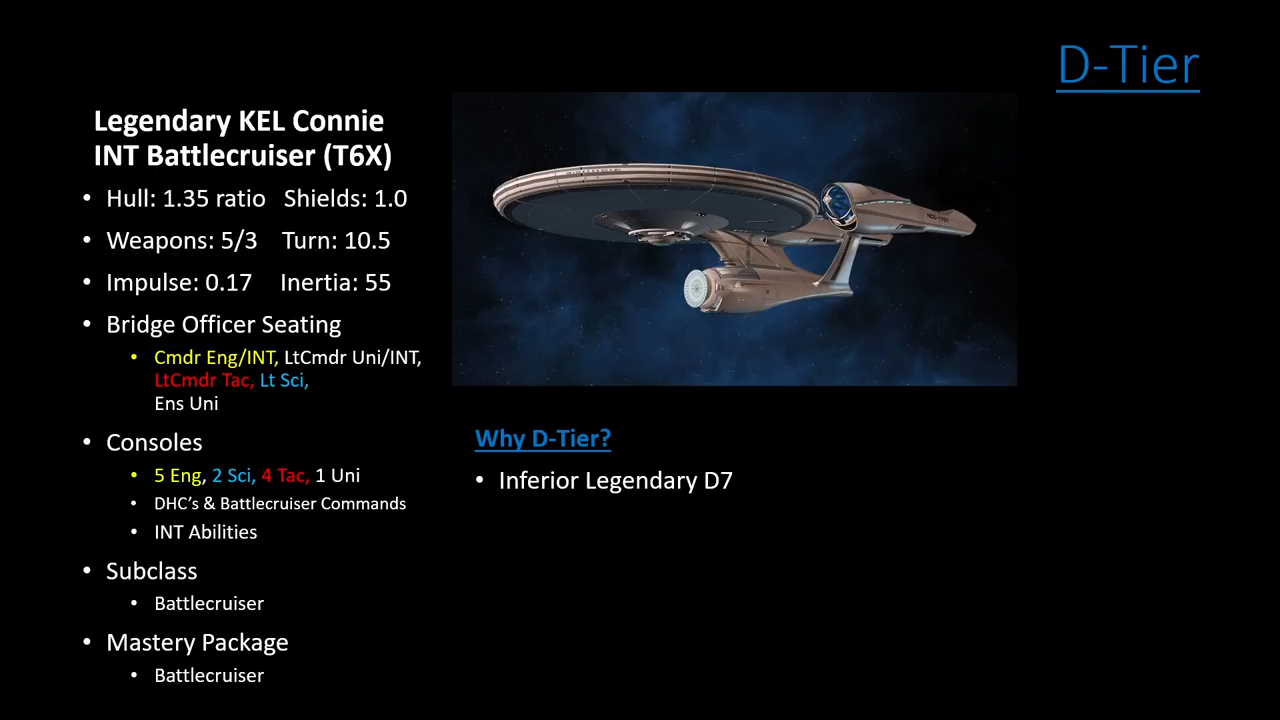 D-Tier
Legendary KEL Connie
INT Battlecruiser (T6X)
• Hull: 1.35 ratio Shields: 1.0
• Weapons: 5/3 Turn: 10.5
• Impulse: 0.17 Inertia: 55
• Bridge Officer Seating
• Cmdr Eng/INT, LtCmdr Uni/INT,
LtCmdr Tac, Lt Sci,
Ens Uni
• Consoles
• 5 Eng, 2 Sci, 4 Tac, 1 Uni
• DHC's & Battlecruiser Commands
• INT Abilities
• Subclass
• Battlecruiser
• Mastery Package
• Battlecruiser
Why D-Tier?
• Inferior Legendary D7